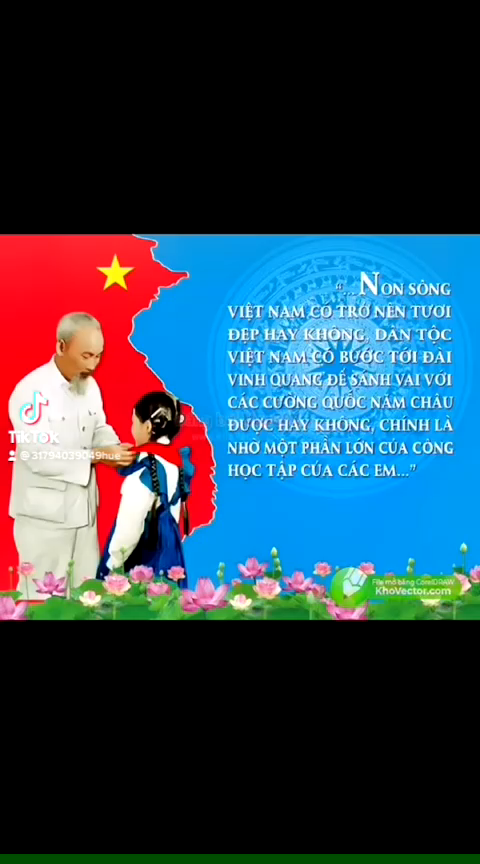 “...NON SÔNG
VIỆT NAM CÓ TRỞ NÊN TƯƠI
ĐẸP HAY KHÔNG, DÂN TỘC
VIỆT NAM CÓ BƯỚC TỚI ĐÀI
VINH QUANG ĐỂ SÁNH VAI VỚI
CÁC CƯỜNG QUỐC NĂM CHÂU
ĐƯỢC HAY KHÔNG, CHÍNH LÀ
NHỜ MỘT PHẦN LỚN CỦA CÔNG
HỌC TẬP CỦA CÁC EM...”
TikTok
@31794039049hue
File mở bằng CorelDRAW
KhoVector.com